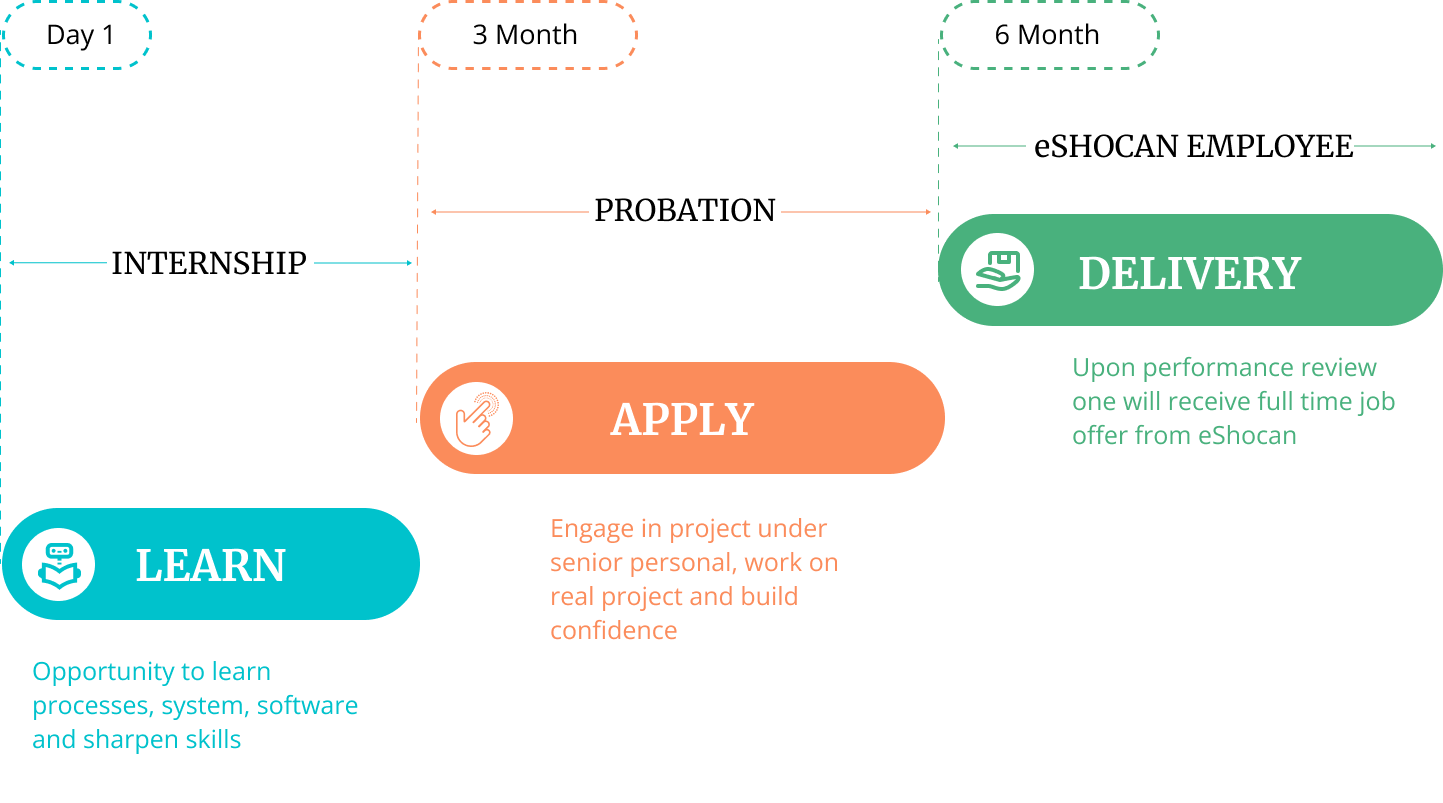 Day 1
3 Month
6 Month
eSHOCAN EMPLOYEE
PROBATION
INTERNSHIP
DELIVERY
Upon performance review
one will receive full time job
offer from eShocan
APPLY
Engage in project under
senior personal, work on
real project and build
confidence
LEARN
Opportunity to learn
processes, system, software
and sharpen skills